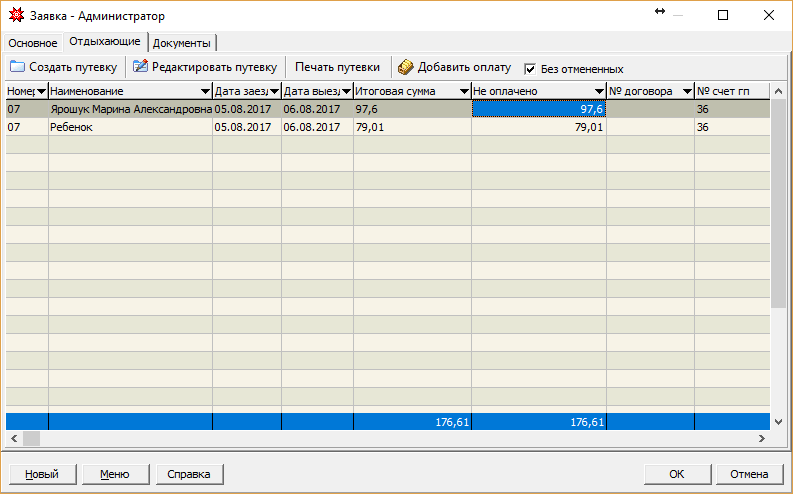 Заявка - Администратор
Основное Отдыхающие Документы
Создать путевку Редактировать путевку Печать путевки Добавить оплату Без отмененных
Номер Наименование Дата заез Дата выез Итоговая сумма Не оплачено № договора № счет гп
07 Ярошук Марина Александровна 05.08.2017 06.08.2017 97,6 97,6 36
07 Ребенок 05.08.2017 06.08.2017 79,01 79,01 36
176,61 176,61
Новый Меню Справка ОК Отмена